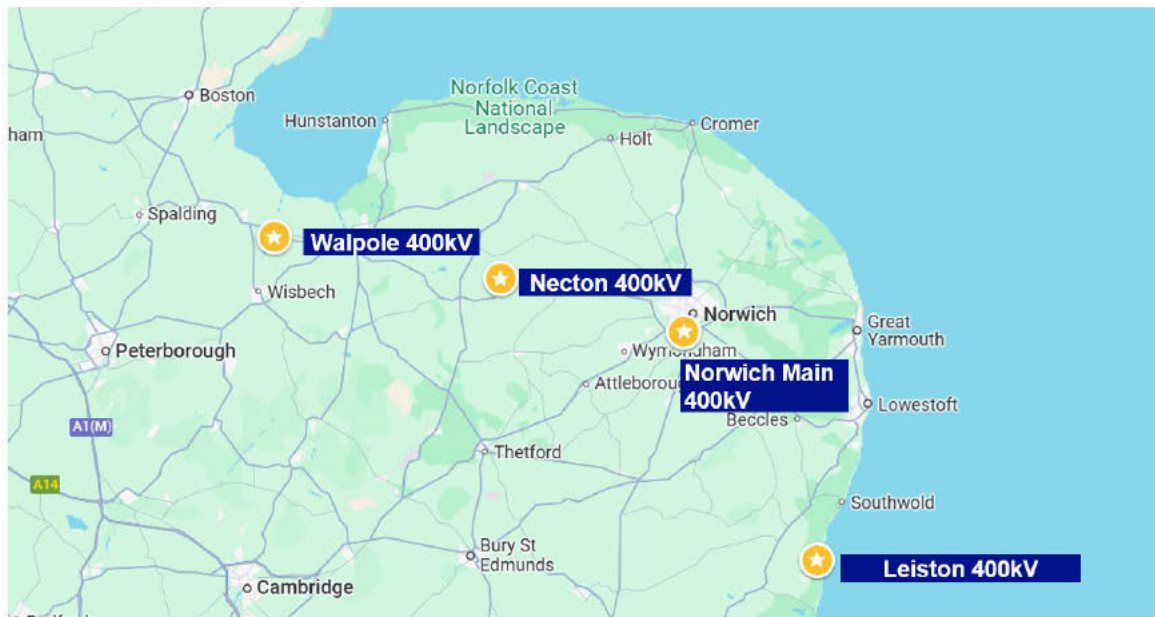 Norfolk Coast
National
Landscape
Boston
Hunstanton
Cromer
Holt
ham
Spalding
Walpole 400kV
Necton 400kV
Wisbech
Norwich
Great
Yarmouth
Peterborough
Wymondham
Norwich Main
400kV
Attleborough
Lowestoft
Beccles
A1(M)
Thetford
A14
Southwold
Bury St
Edmunds
Leiston 400kV
Cambridge